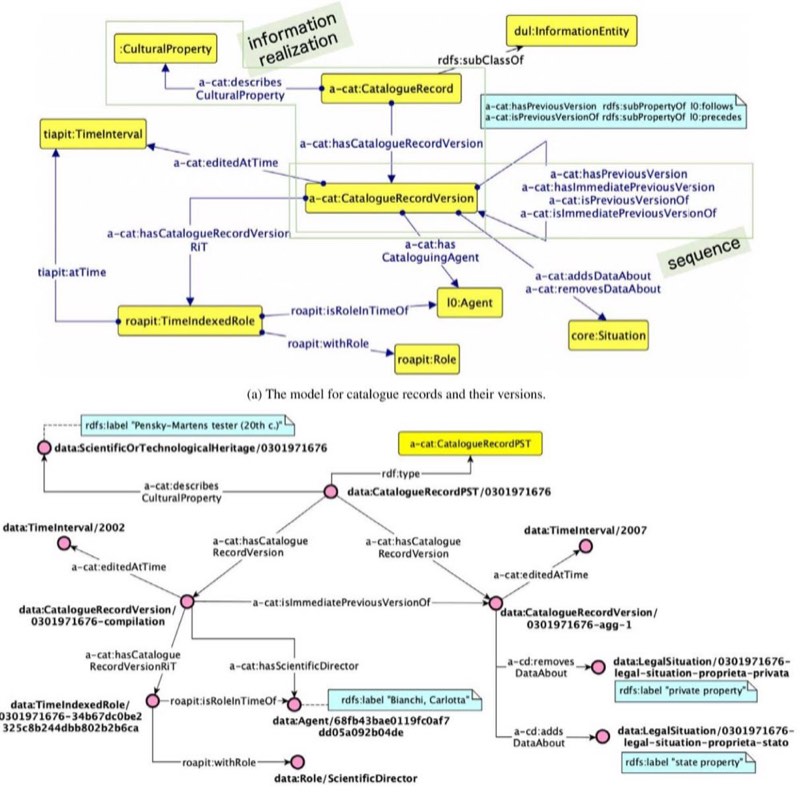 :CulturalProperty
information
realization
dul:InformationEntity
rdfs:subClassOf
a-cat:describes
CulturalProperty
a-cat:CatalogueRecord
a-cat:hasPreviousVersion rdfs:subPropertyOf l0:follows
a-cat:isPreviousVersionOf rdfs:subPropertyOf l0:precedes
tiapit:TimeInterval
a-cat:hasCatalogueRecordVersion
a-cat:editedAtTime
a-cat:CatalogueRecordVersion
a-cat:hasPreviousVersion
a-cat:hasImmediatePreviousVersion
a-cat:isPreviousVersionOf
a-cat:isImmediatePreviousVersionOf
a-cat:hasCatalogueRecordVersion
RiT
a-cat:has
CataloguingAgent
sequence
tiapit:atTime
a-cat:addsDataAbout
a-cat:removesDataAbout
roapit:TimeIndexedRole
roapit:isRoleInTimeOf
l0:Agent
core:Situation
roapit:withRole
roapit:Role
(a) The model for catalogue records and their versions.
rdfs:label "Pensky-Martens tester (20th c.)"
data:ScientificOrTechnologicalHeritage/0301971676
a-cat:CatalogueRecordPST
rdf:type
a-cat:describes
CulturalProperty
data:CatalogueRecordPST/0301971676
data:TimeInterval/2002
a-cat:hasCatalogue
RecordVersion
a-cat:hasCatalogue
RecordVersion
data:TimeInterval/2007
a-cat:editedAtTime
a-cat:editedAtTime
data:CatalogueRecordVersion/
0301971676-compilation
a-cat:isImmediatePreviousVersionOf
data:CatalogueRecordVersion/
0301971676-agg-1
a-cat:hasCatalogue
RecordVersionRiT
a-cat:hasScientificDirector
a-cd:removes
DataAbout
data:LegalSituation/0301971676-
legal-situation-proprieta-privata
rdfs:label "private property"
data:TimeIndexedRole/
0301971676-34b67dc0be2
325c8b244dbb802b2b6ca
roapit:isRoleInTimeOf
rdfs:label "Bianchi, Carlotta"
data:Agent/68fb43bae0119fc0af7
dd05a092b04de
a-cd:adds
DataAbout
data:LegalSituation/0301971676-
legal-situation-proprieta-stato
rdfs:label "state property"
roapit:withRole
data:Role/ScientificDirector